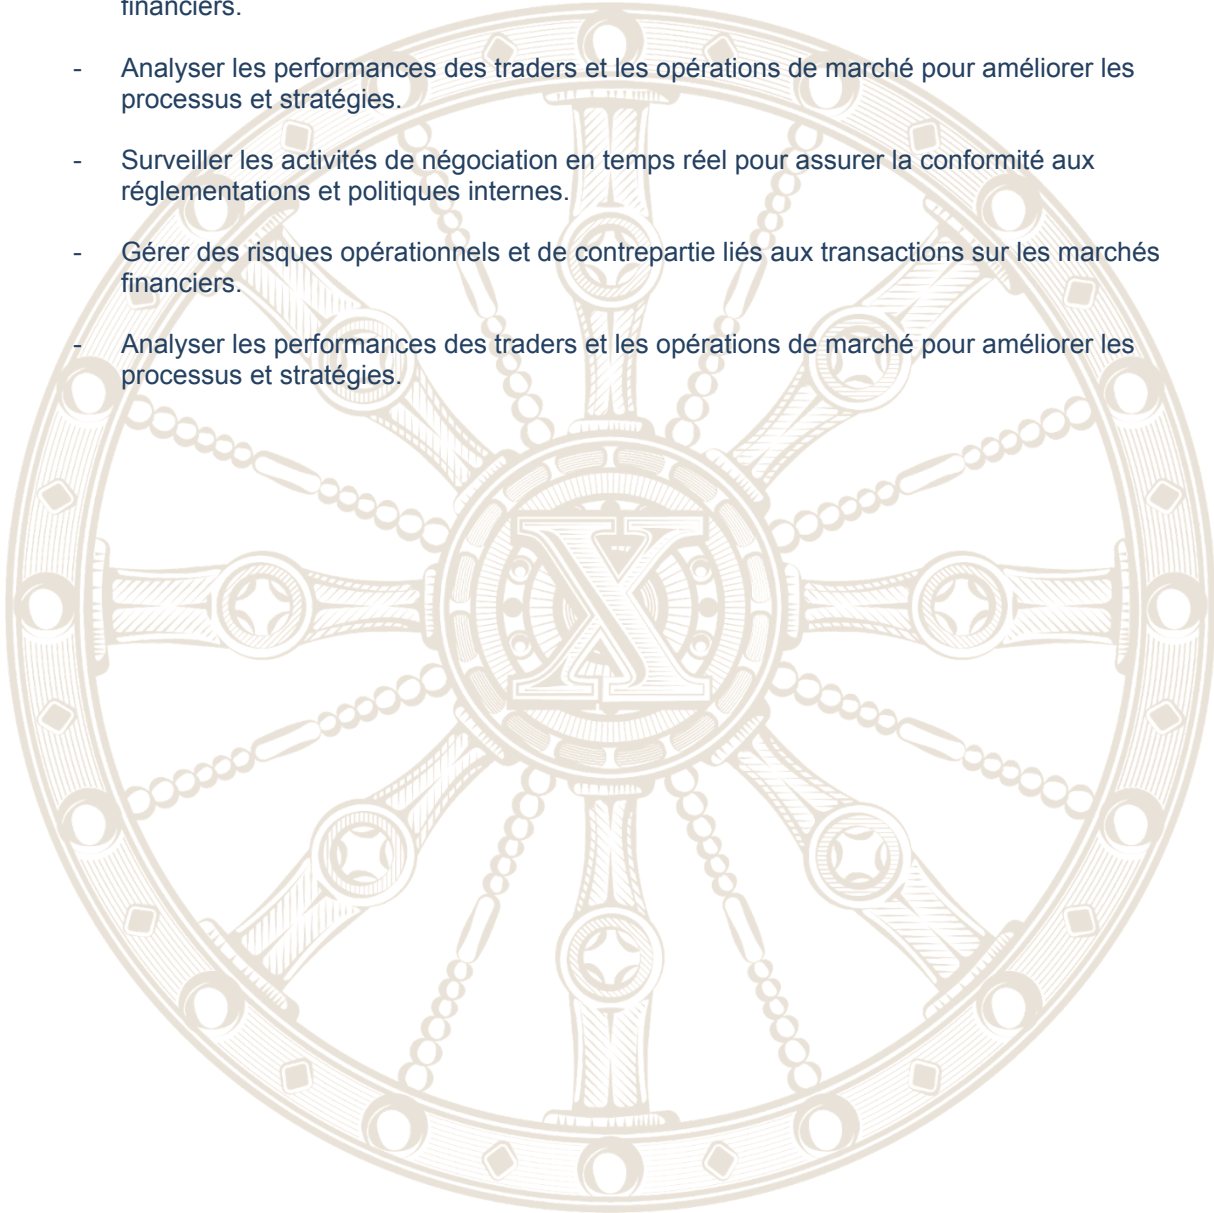 financiers.
- Analyser les performances des traders et les opérations de marché pour améliorer les
processus et stratégies.
- Surveiller les activités de négociation en temps réel pour assurer la conformité aux
réglementations et politiques internes.
- Gérer des risques opérationnels et de contrepartie liés aux transactions sur les marchés
financiers.
- Analyser les performances des traders et les opérations de marché pour améliorer les
processus et stratégies.
X